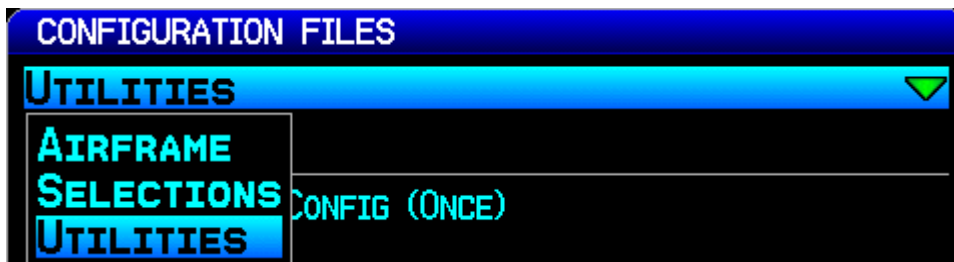 CONFIGURATION FILES
UTILITIES
AIRFRAME
SELECTIONS
CONFIG (ONCE)
UTILITIES